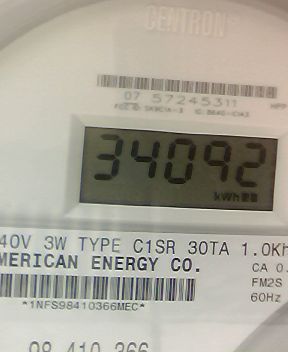 CENTRON®
07 57245311
34092
kWh
40V 3W TYPE C1SR 30TA 1.0Kh
MERICAN ENERGY CO.
CA 0.
FM2S
60Hz
*1NFS98410366MEC*
98 410 366